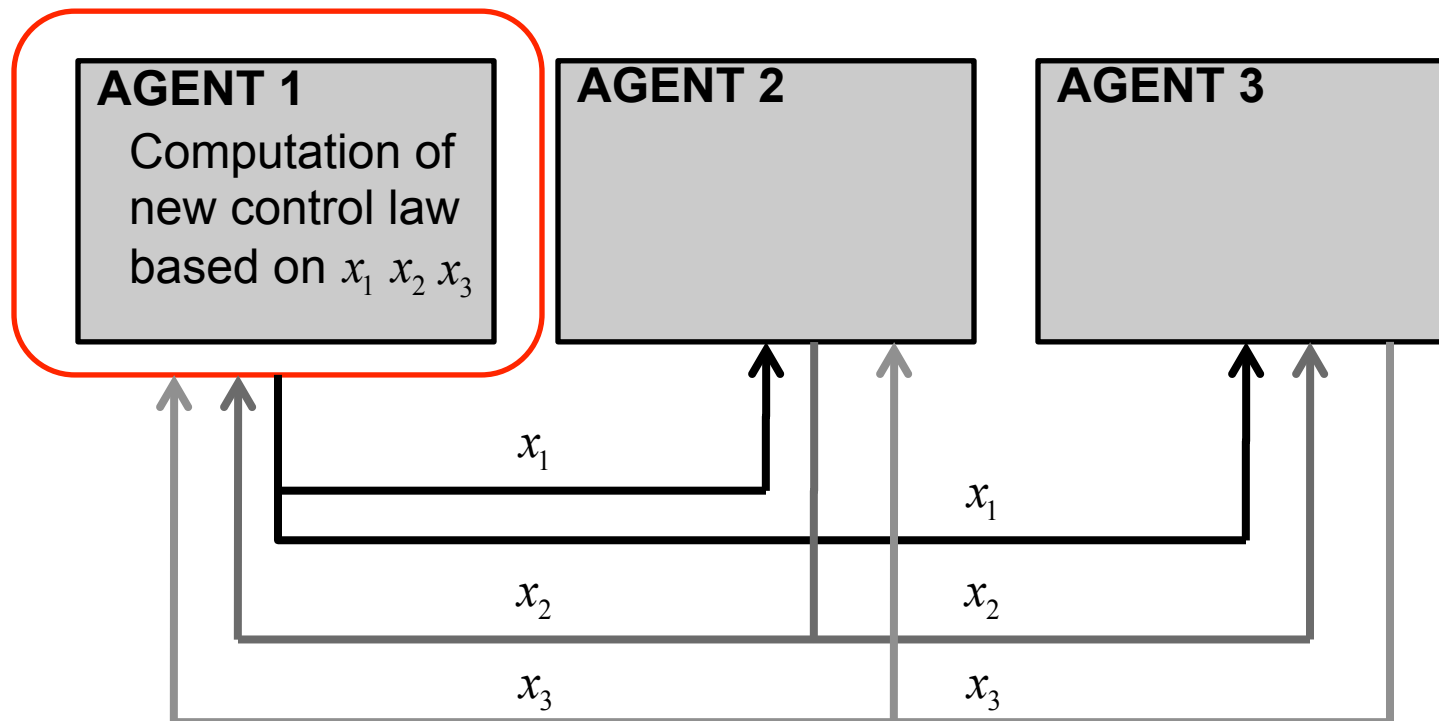 AGENT 1
Computation of
new control law
based on x₁ x₂ x₃
AGENT 2
AGENT 3
x₁
x₁
x₂
x₂
x₃
x₃